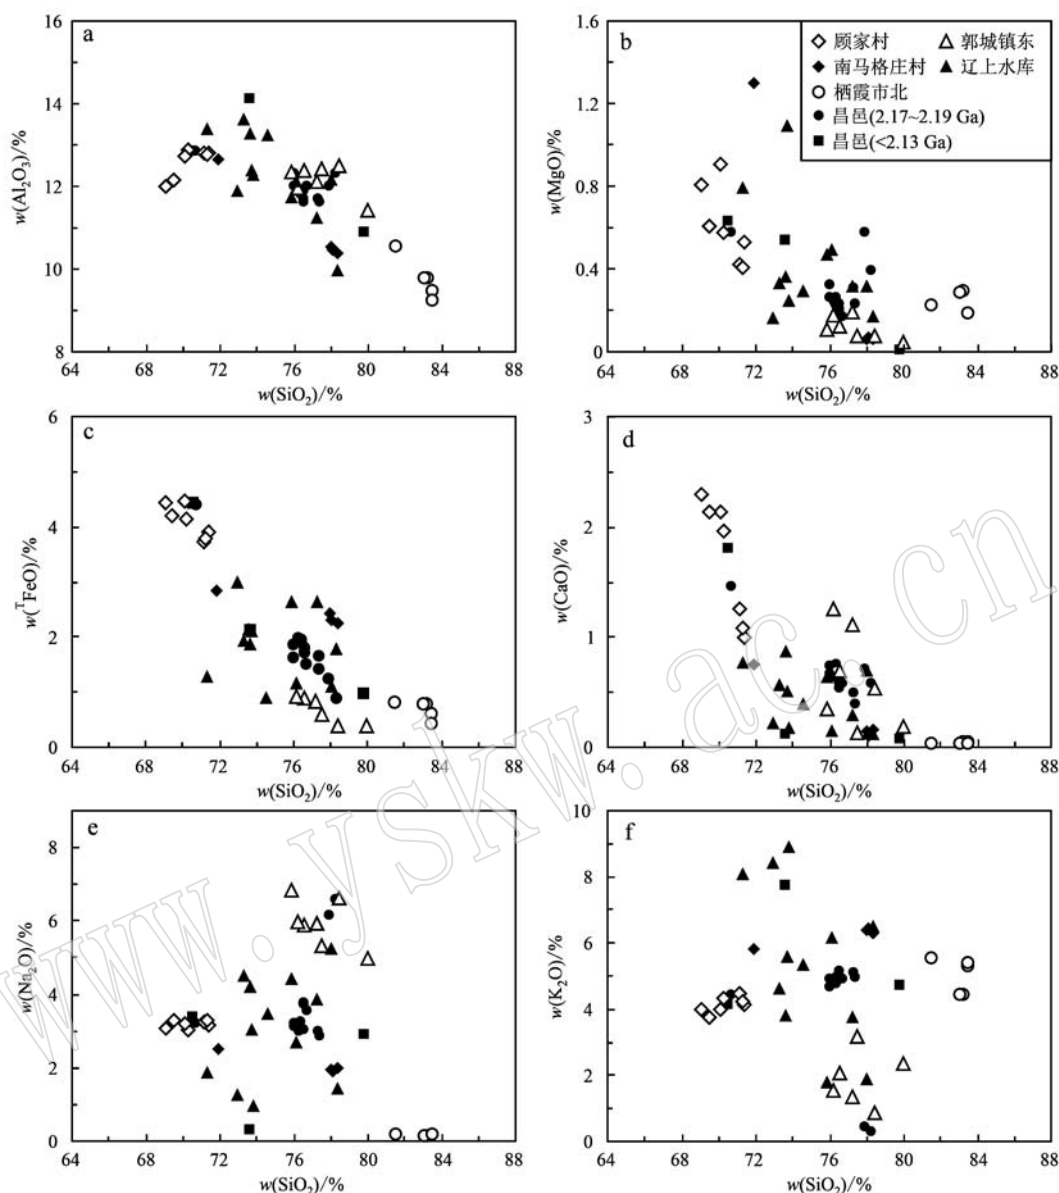 a
16
14
12
10
8
w(Al₂O₃)/%
64 68 72 76 80 84 88
w(SiO₂)/%
b
1.6
1.2
0.8
0.4
0
w(MgO)/%
64 68 72 76 80 84 88
w(SiO₂)/%
顾家村 郭城镇东
南马格庄村 辽上水库
栖霞市北
昌邑(2.17~2.19 Ga)
昌邑(<2.13 Ga)
c
6
4
2
0
w(ᵀFeO)/%
64 68 72 76 80 84 88
w(SiO₂)/%
d
3
2
1
0
w(CaO)/%
64 68 72 76 80 84 88
w(SiO₂)/%
e
8
6
4
2
0
w(Na₂O)/%
64 68 72 76 80 84 88
w(SiO₂)/%
f
10
8
6
4
2
0
w(K₂O)/%
64 68 72 76 80 84 88
w(SiO₂)/%
www.yskw.ac.cn